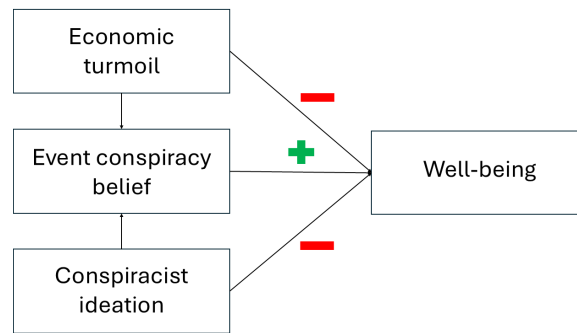 Economic
turmoil
Event conspiracy
belief
Well-being
Conspiracist
ideation